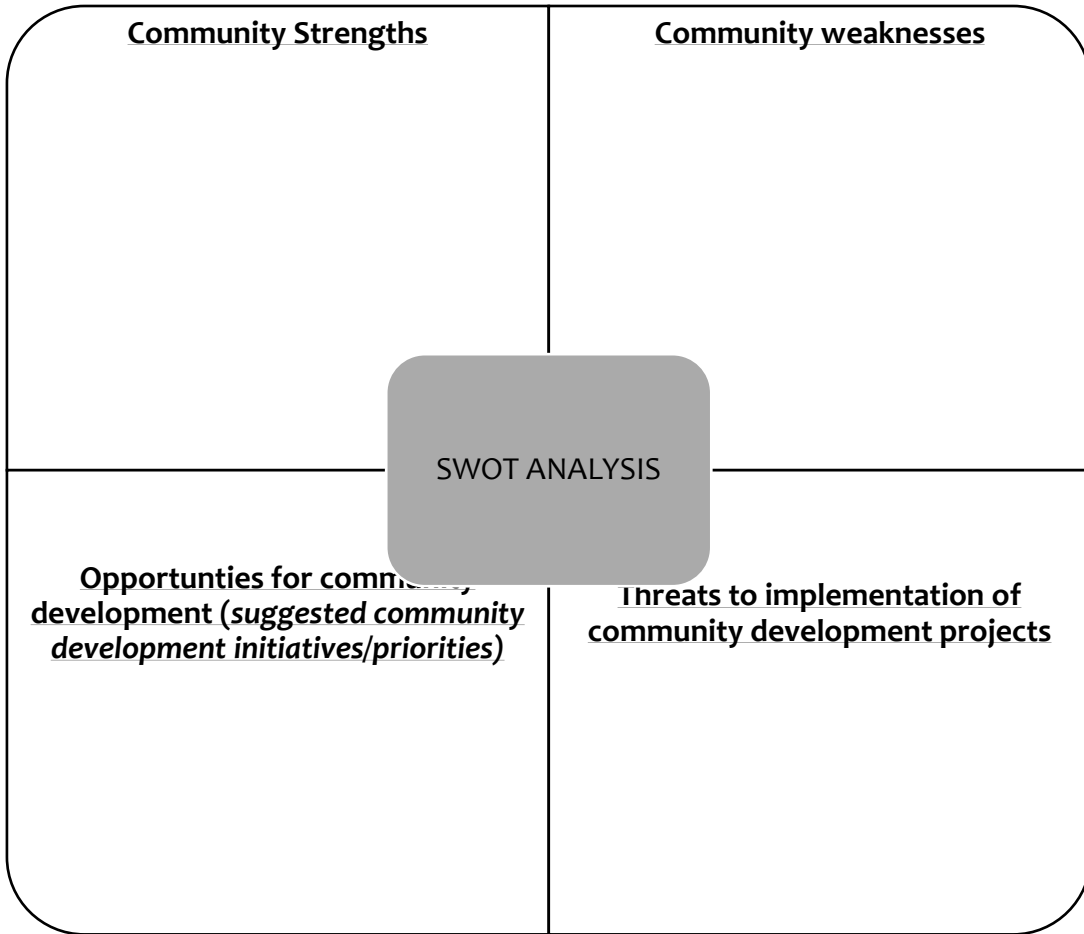 Community Strengths
Community weaknesses
SWOT ANALYSIS
Opportunties for community
development (suggested community
development initiatives/priorities)
Threats to implementation of
community development projects